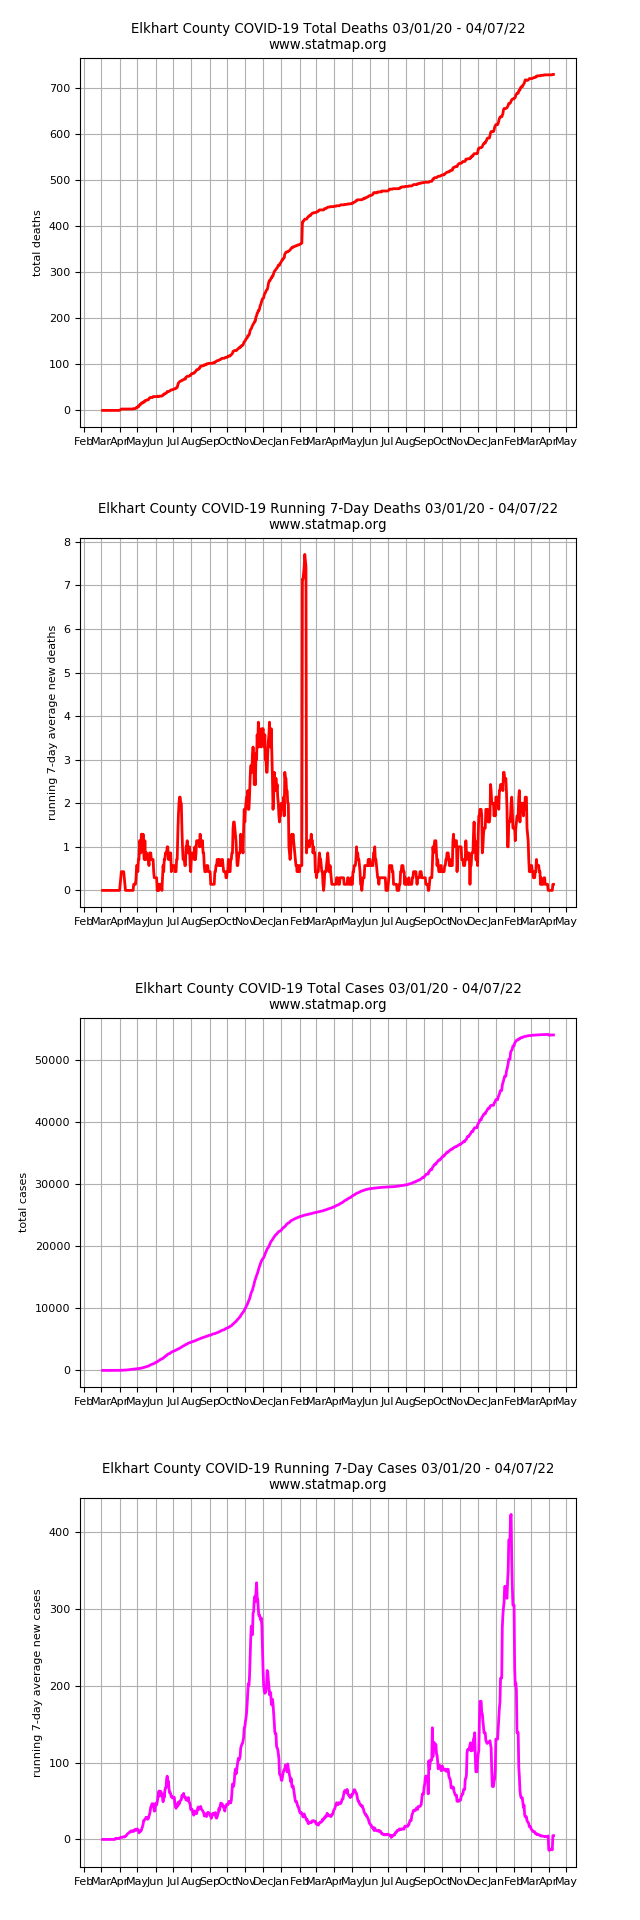 Elkhart County COVID-19 Total Deaths 03/01/20 - 04/07/22
www.statmap.org
total deaths
700
600
500
400
300
200
100
0
Feb Mar Apr May Jun Jul Aug Sep Oct Nov Dec Jan Feb Mar Apr May Jun Jul Aug Sep Oct Nov Dec Jan Feb Mar Apr May
Elkhart County COVID-19 Running 7-Day Deaths 03/01/20 - 04/07/22
www.statmap.org
running 7-day average new deaths
8
7
6
5
4
3
2
1
0
Feb Mar Apr May Jun Jul Aug Sep Oct Nov Dec Jan Feb Mar Apr May Jun Jul Aug Sep Oct Nov Dec Jan Feb Mar Apr May
Elkhart County COVID-19 Total Cases 03/01/20 - 04/07/22
www.statmap.org
total cases
50000
40000
30000
20000
10000
0
Feb Mar Apr May Jun Jul Aug Sep Oct Nov Dec Jan Feb Mar Apr May Jun Jul Aug Sep Oct Nov Dec Jan Feb Mar Apr May
Elkhart County COVID-19 Running 7-Day Cases 03/01/20 - 04/07/22
www.statmap.org
running 7-day average new cases
400
300
200
100
0
Feb Mar Apr May Jun Jul Aug Sep Oct Nov Dec Jan Feb Mar Apr May Jun Jul Aug Sep Oct Nov Dec Jan Feb Mar Apr May